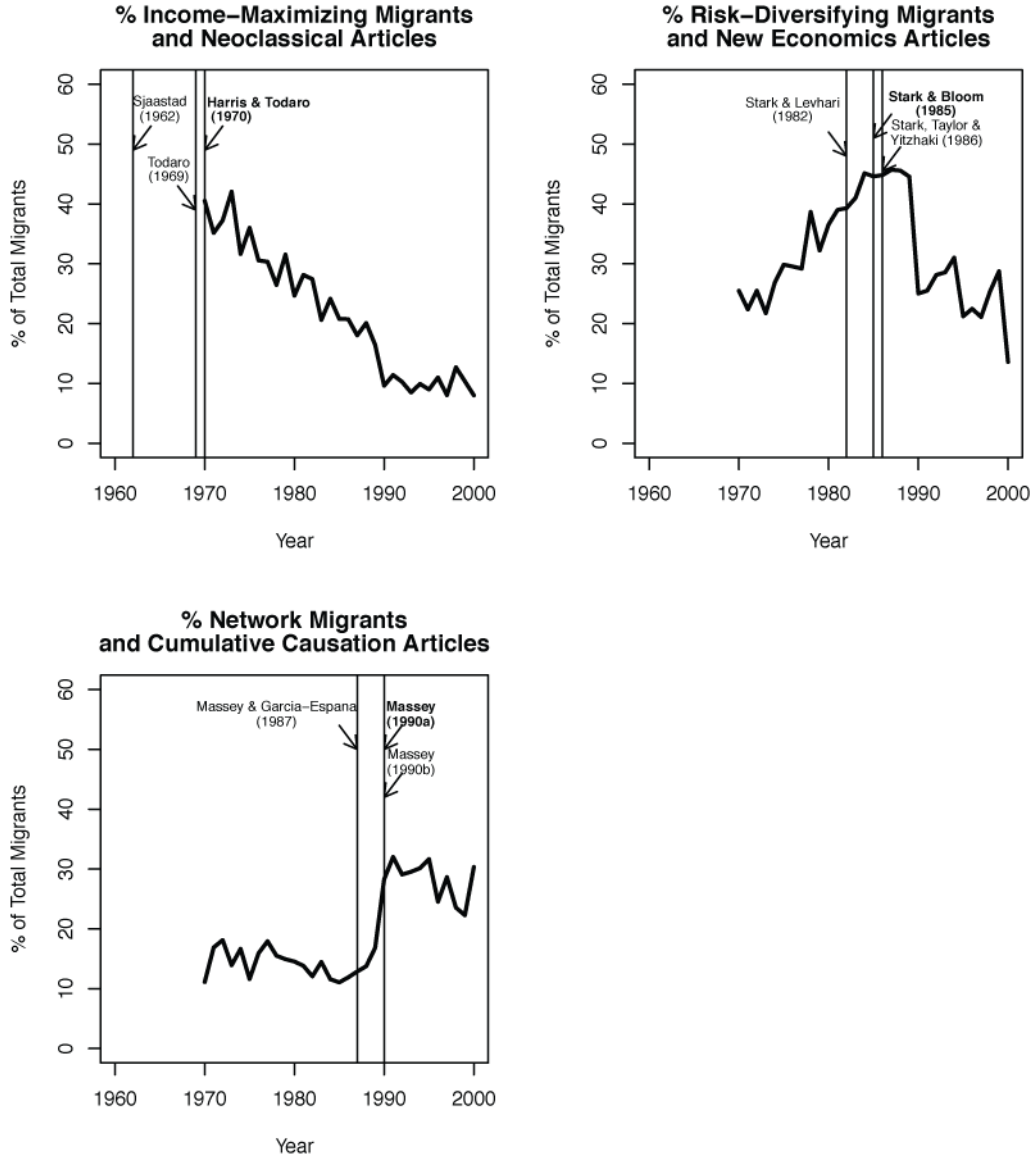 % Income−Maximizing Migrants
and Neoclassical Articles
% of Total Migrants
60
50
40
30
20
10
0
Sjaastad
(1962)
Harris & Todaro
(1970)
Todaro
(1969)
1960 1970 1980 1990 2000
Year
% Risk−Diversifying Migrants
and New Economics Articles
% of Total Migrants
60
50
40
30
20
10
0
Stark & Levhari
(1982)
Stark & Bloom
(1985)
Stark, Taylor &
Yitzhaki (1986)
1960 1970 1980 1990 2000
Year
% Network Migrants
and Cumulative Causation Articles
% of Total Migrants
60
50
40
30
20
10
0
Massey & Garcia−Espana
(1987)
Massey
(1990a)
Massey
(1990b)
1960 1970 1980 1990 2000
Year